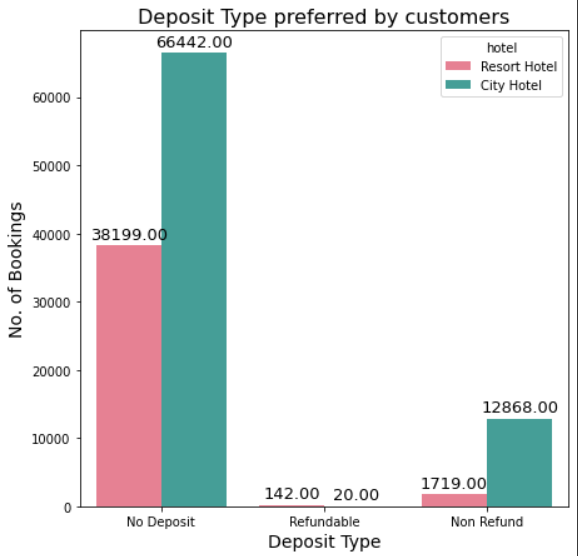 Deposit Type preferred by customers
66442.00
hotel
Resort Hotel
City Hotel
60000
50000
40000
38199.00
30000
20000
10000
12868.00
1719.00
142.00
20.00
0
No. of Bookings
No Deposit
Refundable
Non Refund
Deposit Type